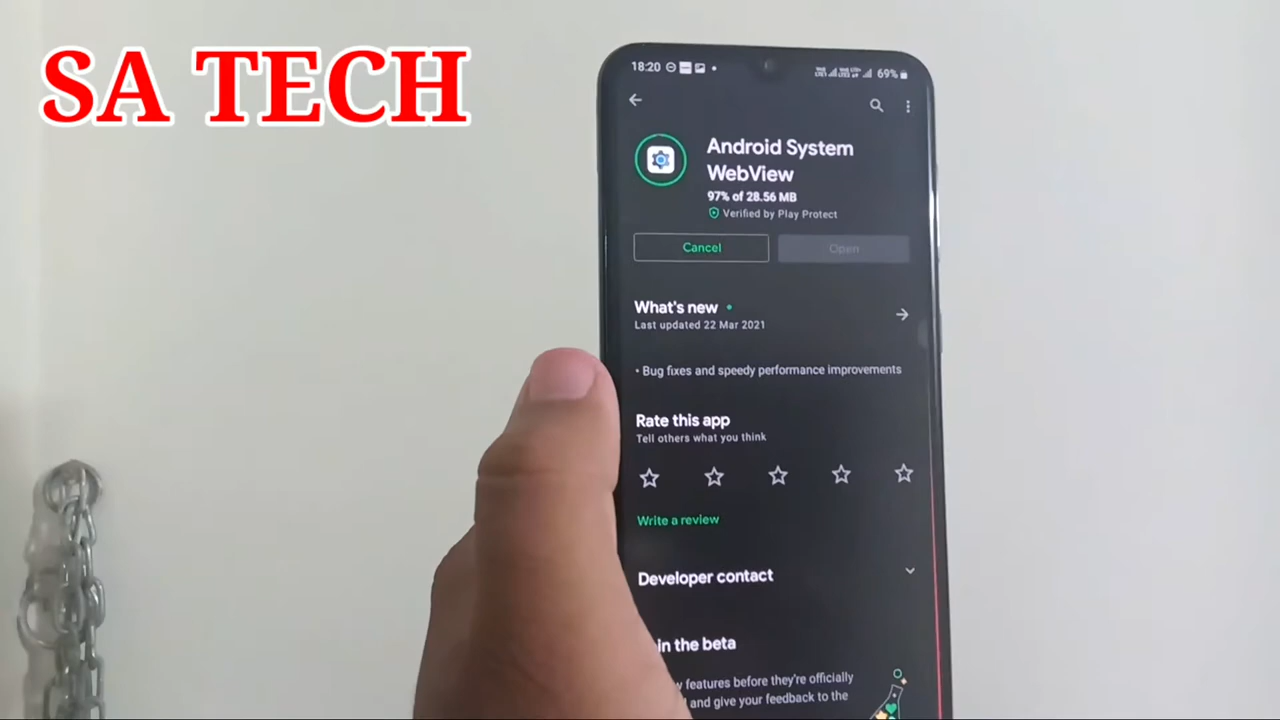 SA TECH
18:20
69%
Android System
WebView
97% of 28.56 MB
Verified by Play Protect
Cancel
Open
What's new
Last updated 22 Mar 2021
• Bug fixes and speedy performance improvements
Rate this app
Tell others what you think
Write a review
Developer contact
in the beta
features before they're officially
and give your feedback to the